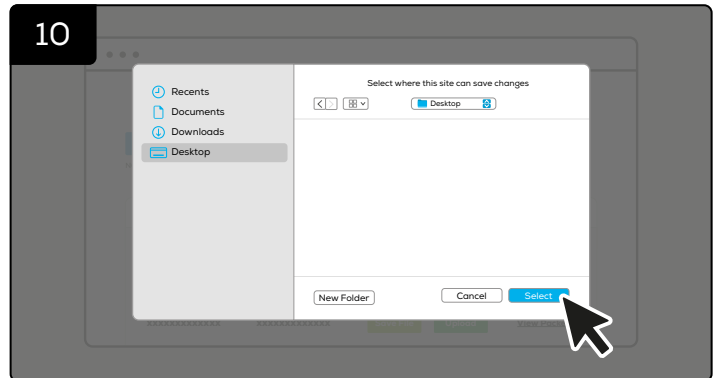 10
Select where this site can save changes
Recents
Documents
Downloads
Desktop
Desktop
New Folder
Cancel
Select